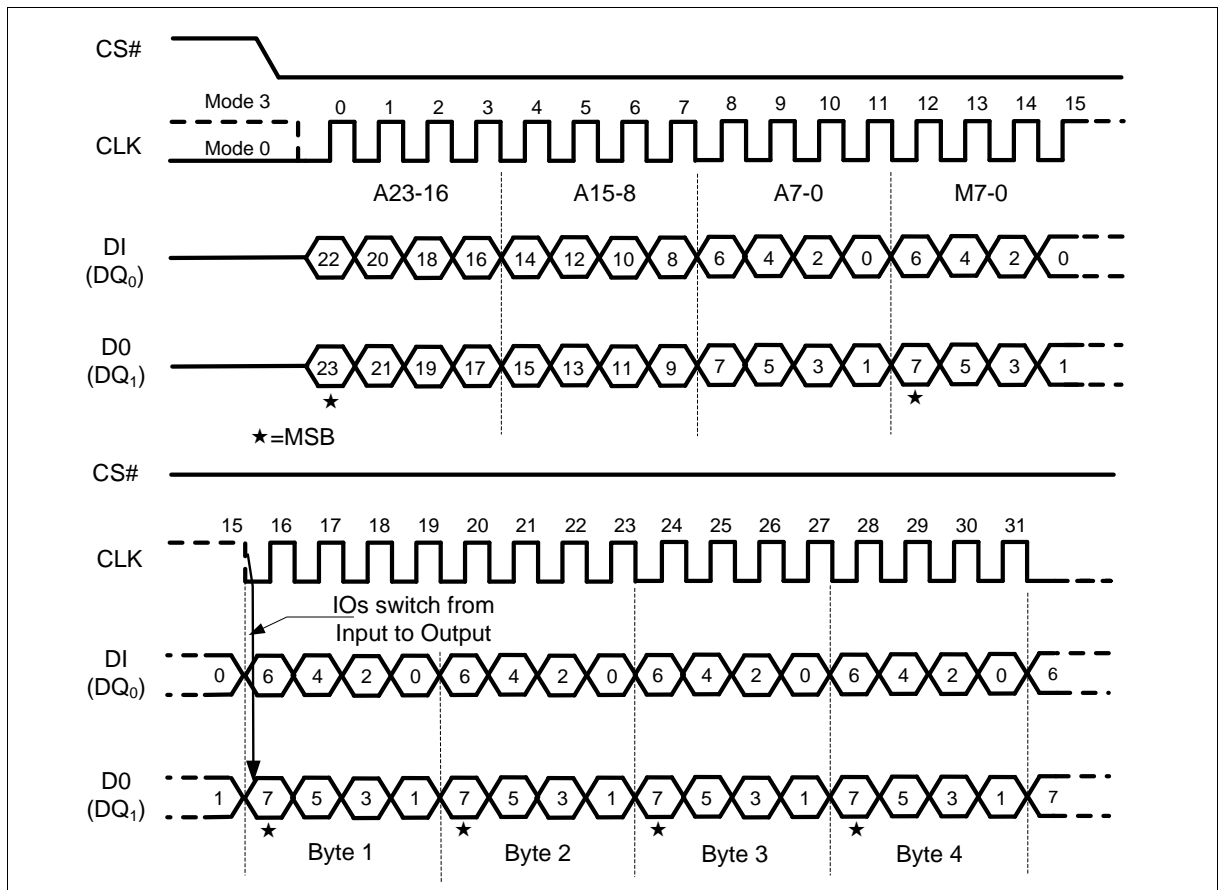 CS#
Mode 3
0 1 2 3 4 5 6 7 8 9 10 11 12 13 14 15
CLK
Mode 0
A23-16 A15-8 A7-0 M7-0
DI
(DQ0)
22 20 18 16 14 12 10 8 6 4 2 0 6 4 2 0
D0
(DQ1)
23 21 19 17 15 13 11 9 7 5 3 1 7 5 3 1
★ ★
★=MSB
CS#
15 16 17 18 19 20 21 22 23 24 25 26 27 28 29 30 31
CLK
IOs switch from
Input to Output
DI
(DQ0)
0 6 4 2 0 6 4 2 0 6 4 2 0 6 4 2 0 6
D0
(DQ1)
1 7 5 3 1 7 5 3 1 7 5 3 1 7 5 3 1 7
★ ★ ★ ★
Byte 1 Byte 2 Byte 3 Byte 4